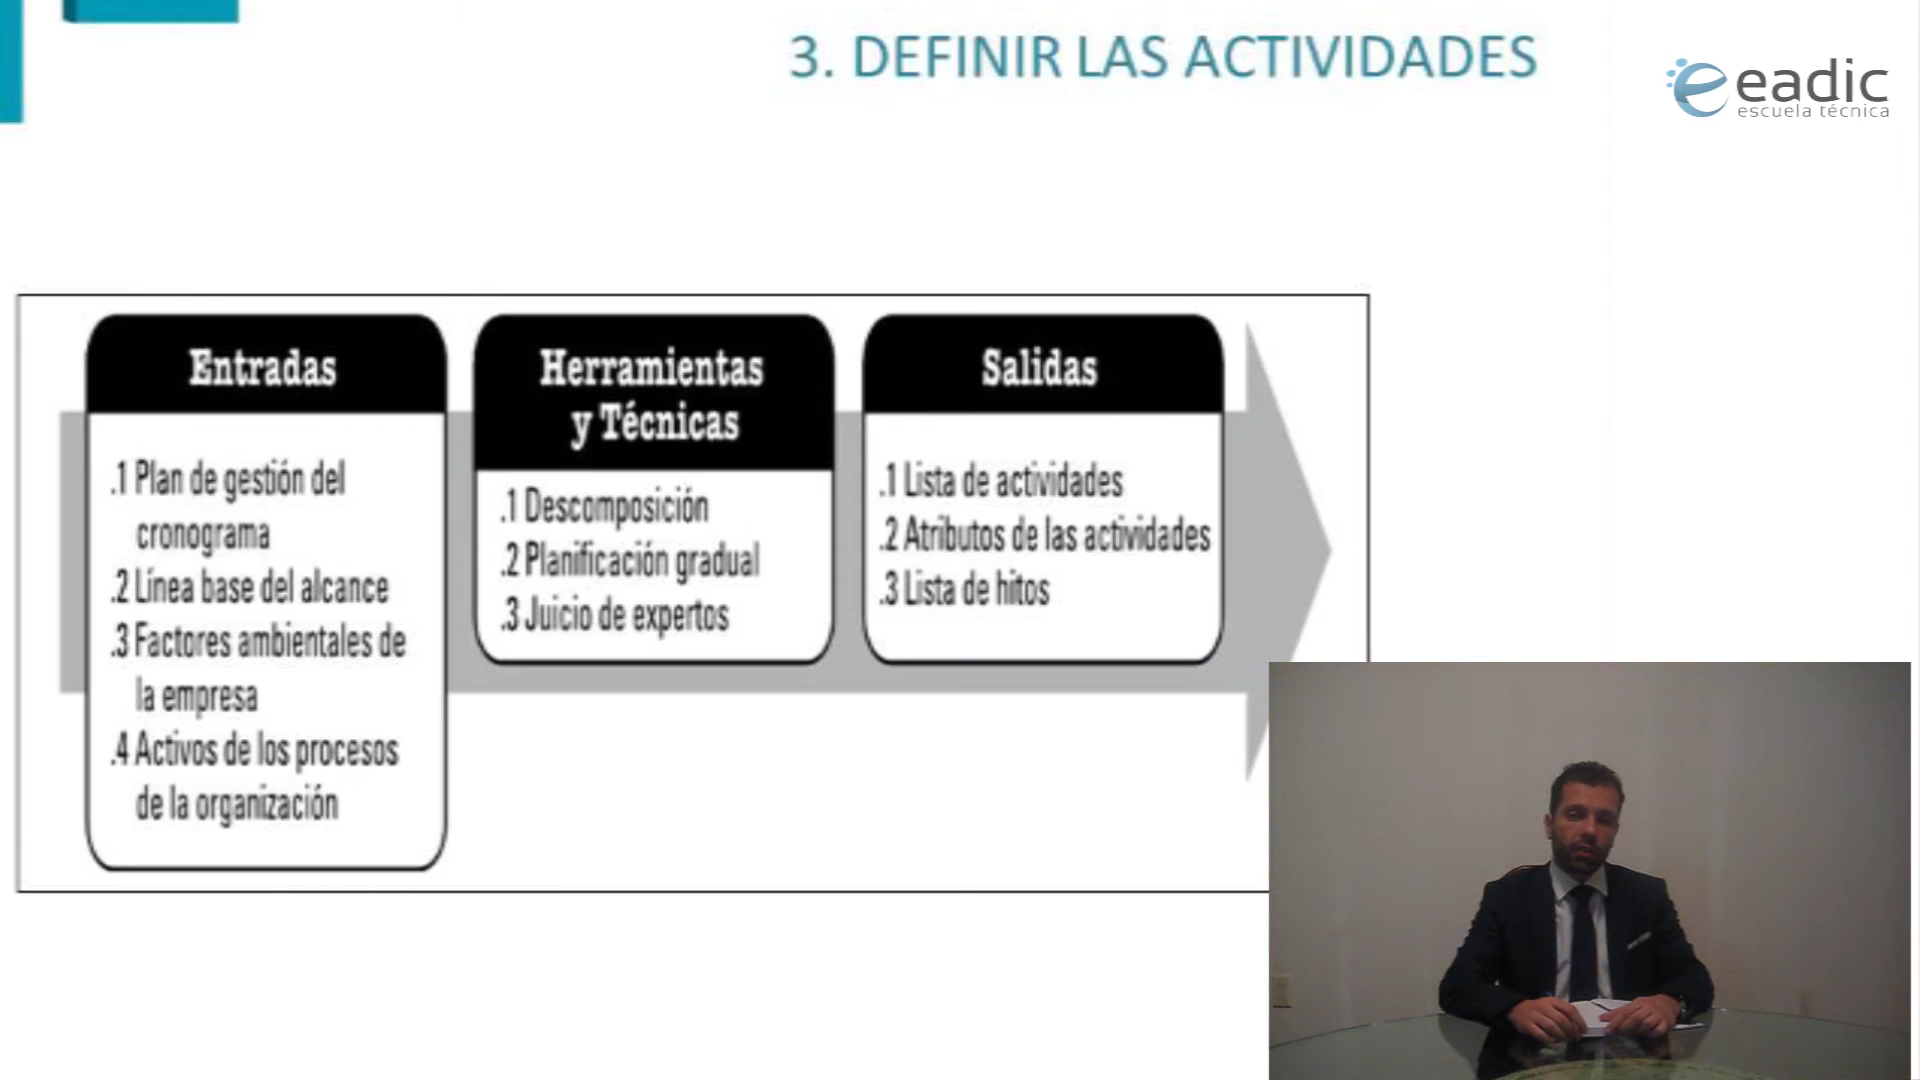 3. DEFINIR LAS ACTIVIDADES
eadic
escuela técnica
Entradas
.1 Plan de gestión del
cronograma
.2 Línea base del alcance
.3 Factores ambientales de
la empresa
.4 Activos de los procesos
de la organización
Herramientas
y Técnicas
.1 Descomposición
.2 Planificación gradual
.3 Juicio de expertos
Salidas
.1 Lista de actividades
.2 Atributos de las actividades
.3 Lista de hitos